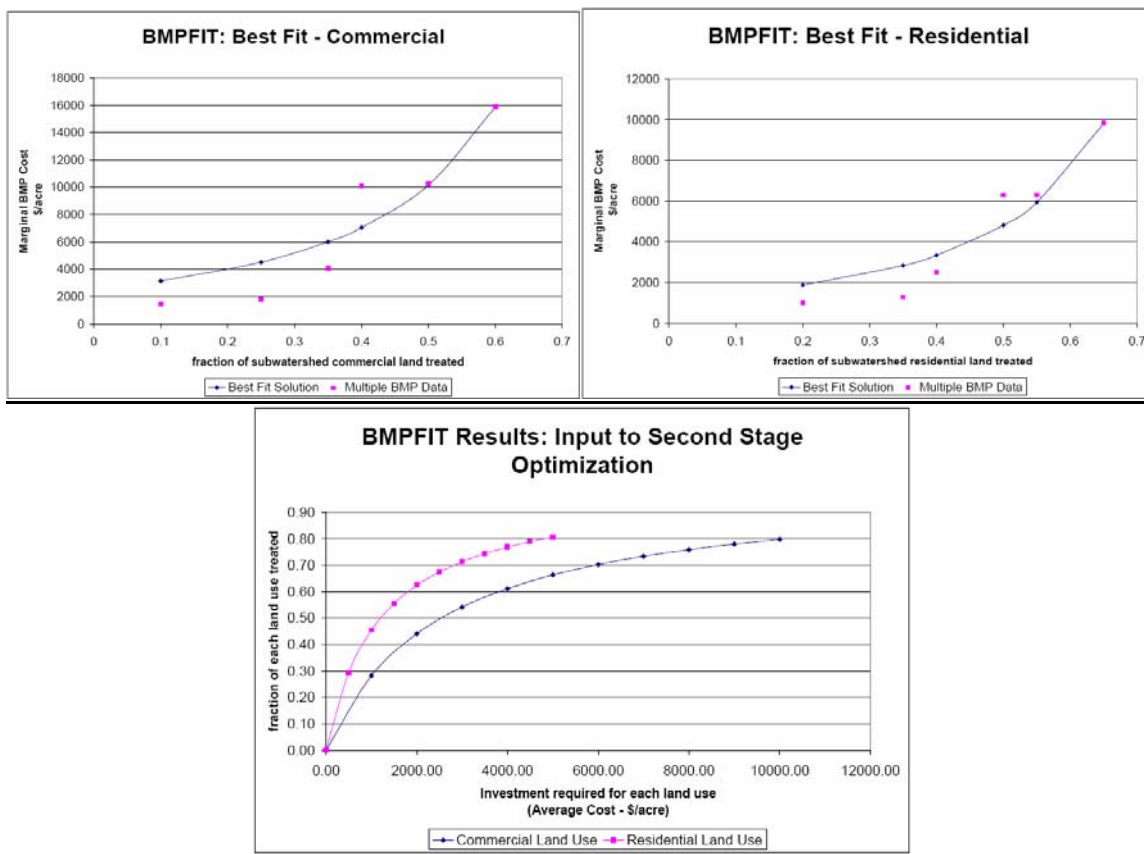 BMPFIT: Best Fit - Commercial
18000
16000
14000
12000
10000
8000
6000
4000
2000
0
Marginal BMP Cost
$/acre
0 0.1 0.2 0.3 0.4 0.5 0.6 0.7
fraction of subwatershed commercial land treated
Best Fit Solution Multiple BMP Data
BMPFIT: Best Fit - Residential
12000
10000
8000
6000
4000
2000
0
Marginal BMP Cost
$/acre
0 0.1 0.2 0.3 0.4 0.5 0.6 0.7
fraction of subwatershed residential land treated
Best Fit Solution Multiple BMP Data
BMPFIT Results: Input to Second Stage
Optimization
0.90
0.80
0.70
0.60
0.50
0.40
0.30
0.20
0.10
0.00
fraction of each land use treated
0.00 2000.00 4000.00 6000.00 8000.00 10000.00 12000.00
Investment required for each land use
(Average Cost - $/acre)
Commercial Land Use Residential Land Use